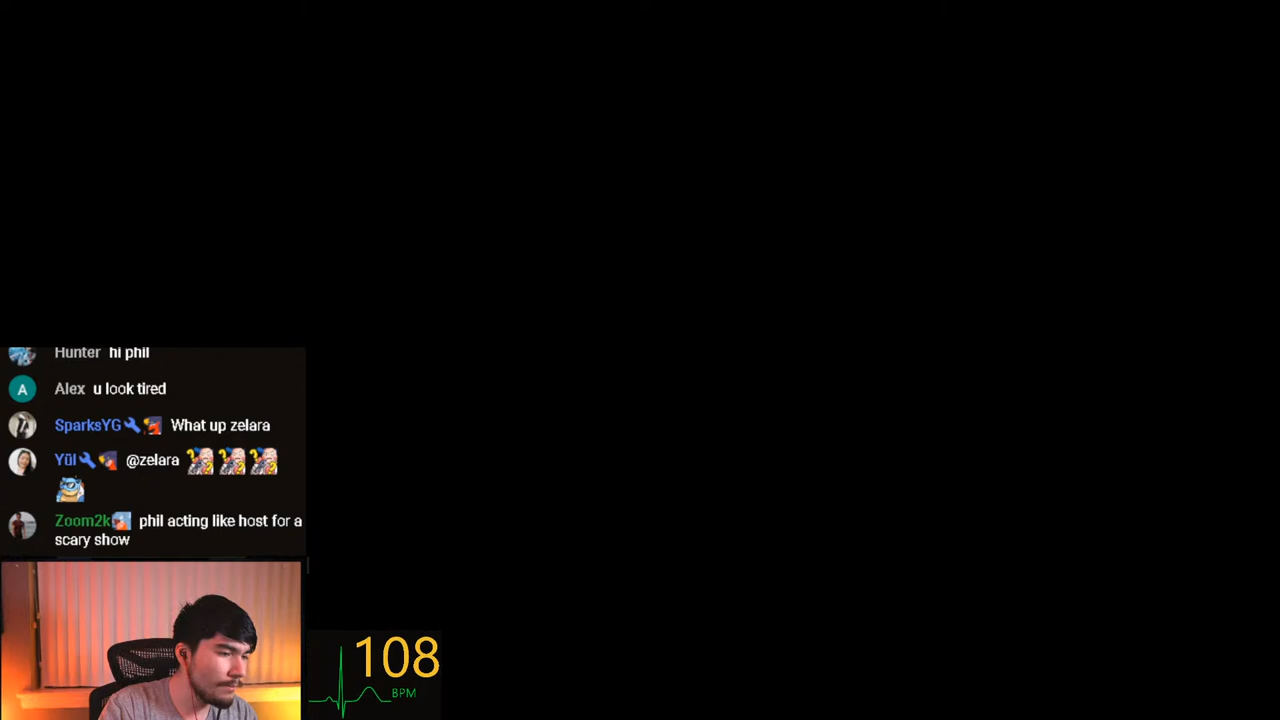 Hunter hi phil
A Alex u look tired
SparksYG What up zelara
Yūl @zelara
Zoom2k phil acting like host for a
scary show
108
BPM